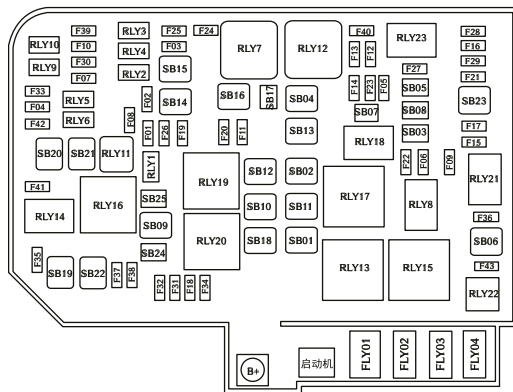 F39 RLY3 F25 F24 F40 F28
RLY10 F10 RLY4 F03 RLY7 RLY12 F13 F12 RLY23 F16
RLY9 F30 RLY2 SB15 F27 F29
F07 F21
F33 RLY5 F02 SB14 SB16 SB17 SB04 F14 F23 F05 SB05 SB23
F04 RLY6 F08 SB07 SB08
F42 F01 F26 F19 F20 F11 SB13 SB03 F17
SB20 SB21 RLY11 RLY18 F15
RLY1 F22 F06 F09
F41 RLY16 SB25 RLY19 SB12 SB02 RLY17 RLY8 RLY21
RLY14 SB09 SB10 SB11 F36
SB24 RLY20 SB18 SB01 SB06
F35 SB19 SB22 F37 F38 RLY13 RLY15 F43
F32 F31 F18 F34 RLY22
B+ 启动机 FLY01 FLY02 FLY03 FLY04